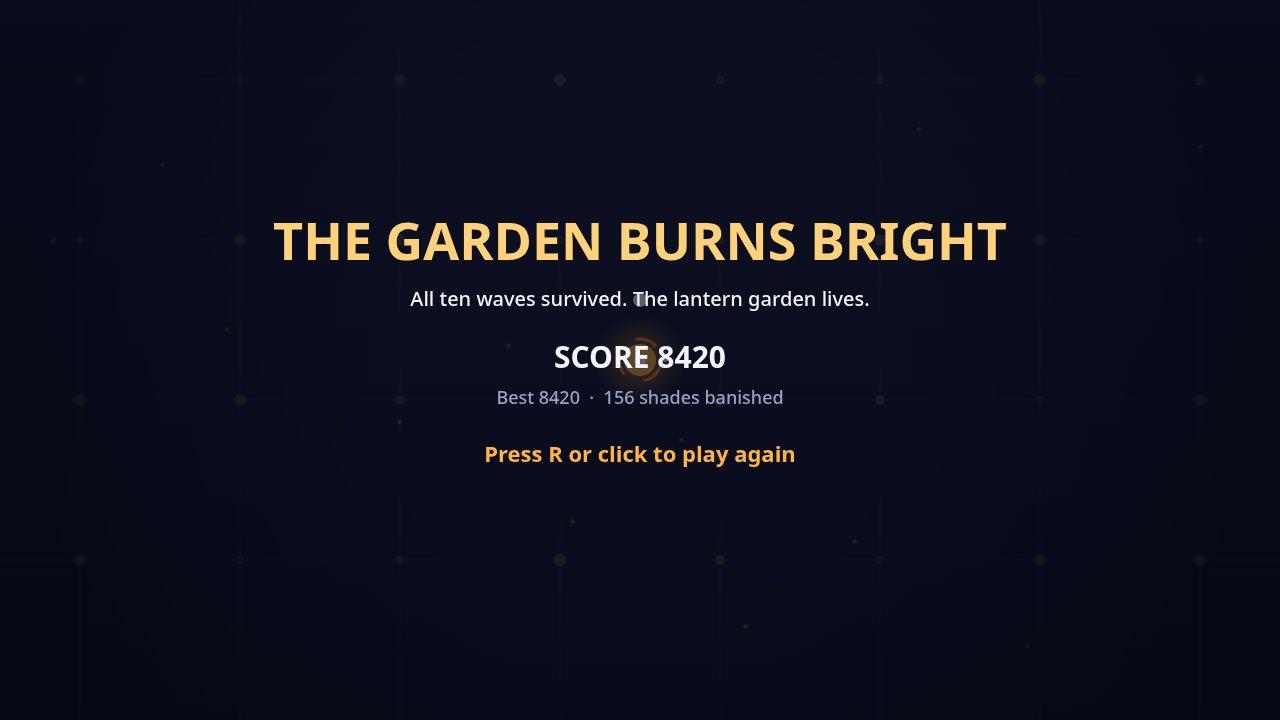 THE GARDEN BURNS BRIGHT
All ten waves survived. The lantern garden lives.
SCORE 8420
Best 8420 · 156 shades banished
Press R or click to play again